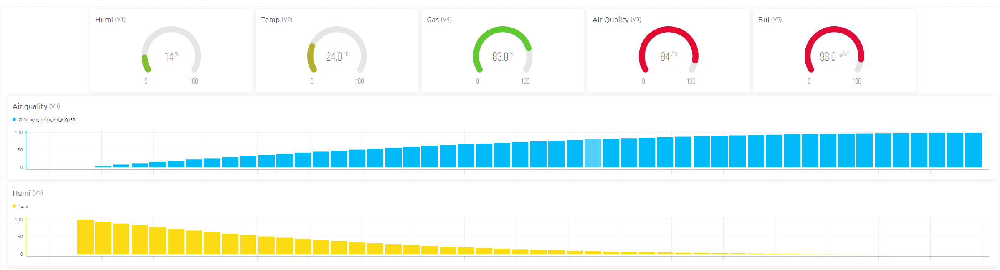 Humi (V1)
14 %
0 100
Temp (V0)
24.0 °C
0 100
Gas (V4)
83.0 %
0 100
Air Quality (V3)
94 AQI
0 100
Bui (V5)
93.0 ug/m³
0 100
Air quality (V3)
Chất lượng không khí_MQ135
100
50
0
Humi (V1)
humi
100
50
0